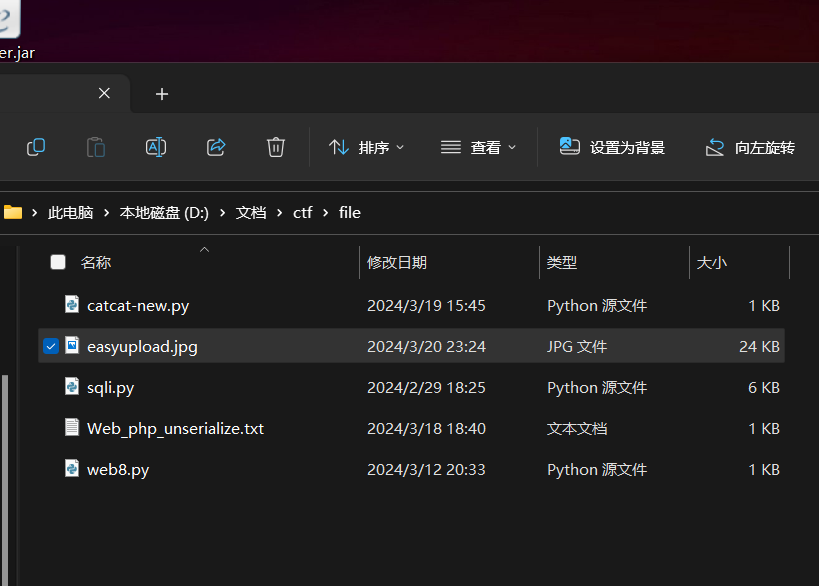 er.jar
排序 查看 设置为背景 向左旋转
此电脑 本地磁盘 (D:) 文档 ctf file
名称 修改日期 类型 大小
catcat-new.py 2024/3/19 15:45 Python 源文件 1 KB
easyupload.jpg 2024/3/20 23:24 JPG 文件 24 KB
sqli.py 2024/2/29 18:25 Python 源文件 6 KB
Web_php_unserialize.txt 2024/3/18 18:40 文本文档 1 KB
web8.py 2024/3/12 20:33 Python 源文件 1 KB